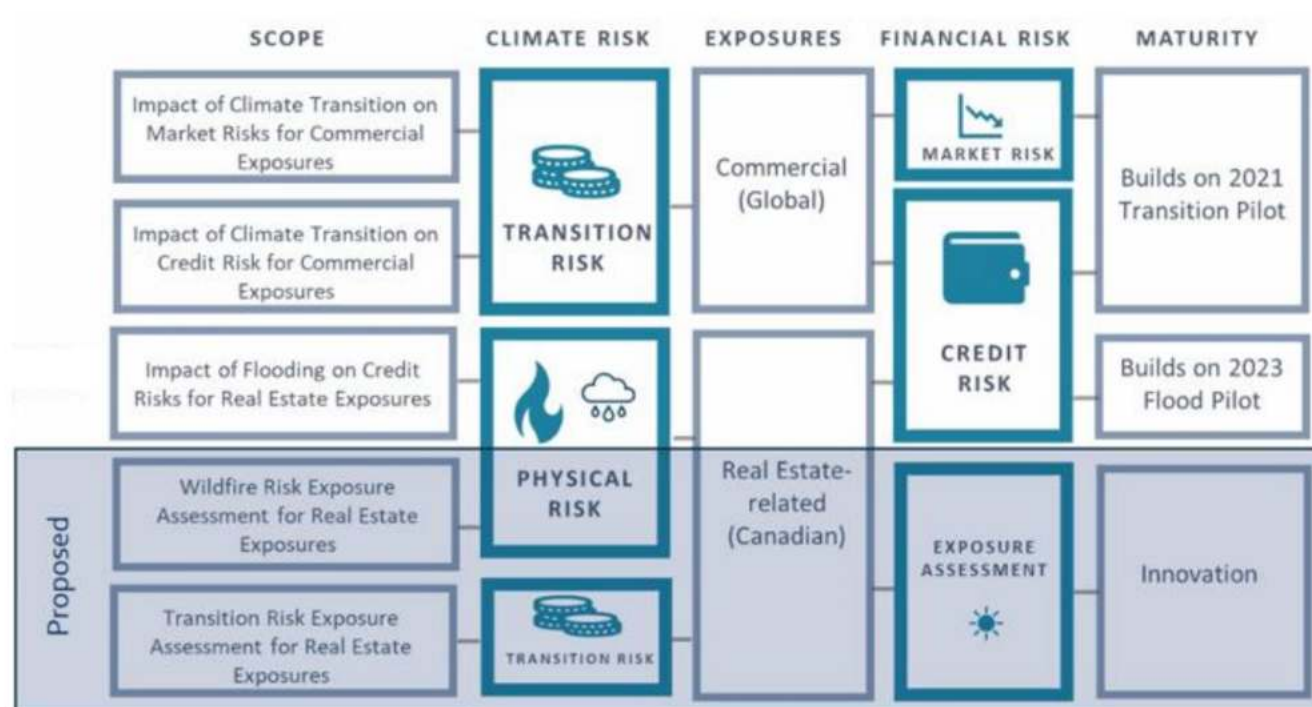 SCOPE
CLIMATE RISK
EXPOSURES
FINANCIAL RISK
MATURITY
Impact of Climate Transition on
Market Risks for Commercial
Exposures
Impact of Climate Transition on
Credit Risk for Commercial
Exposures
Impact of Flooding on Credit
Risks for Real Estate Exposures
Proposed
Wildfire Risk Exposure
Assessment for Real Estate
Exposures
Transition Risk Exposure
Assessment for Real Estate
Exposures
TRANSITION
RISK
PHYSICAL
RISK
TRANSITION RISK
Commercial
(Global)
Real Estate-
related
(Canadian)
MARKET RISK
CREDIT
RISK
EXPOSURE
ASSESSMENT
Builds on 2021
Transition Pilot
Builds on 2023
Flood Pilot
Innovation